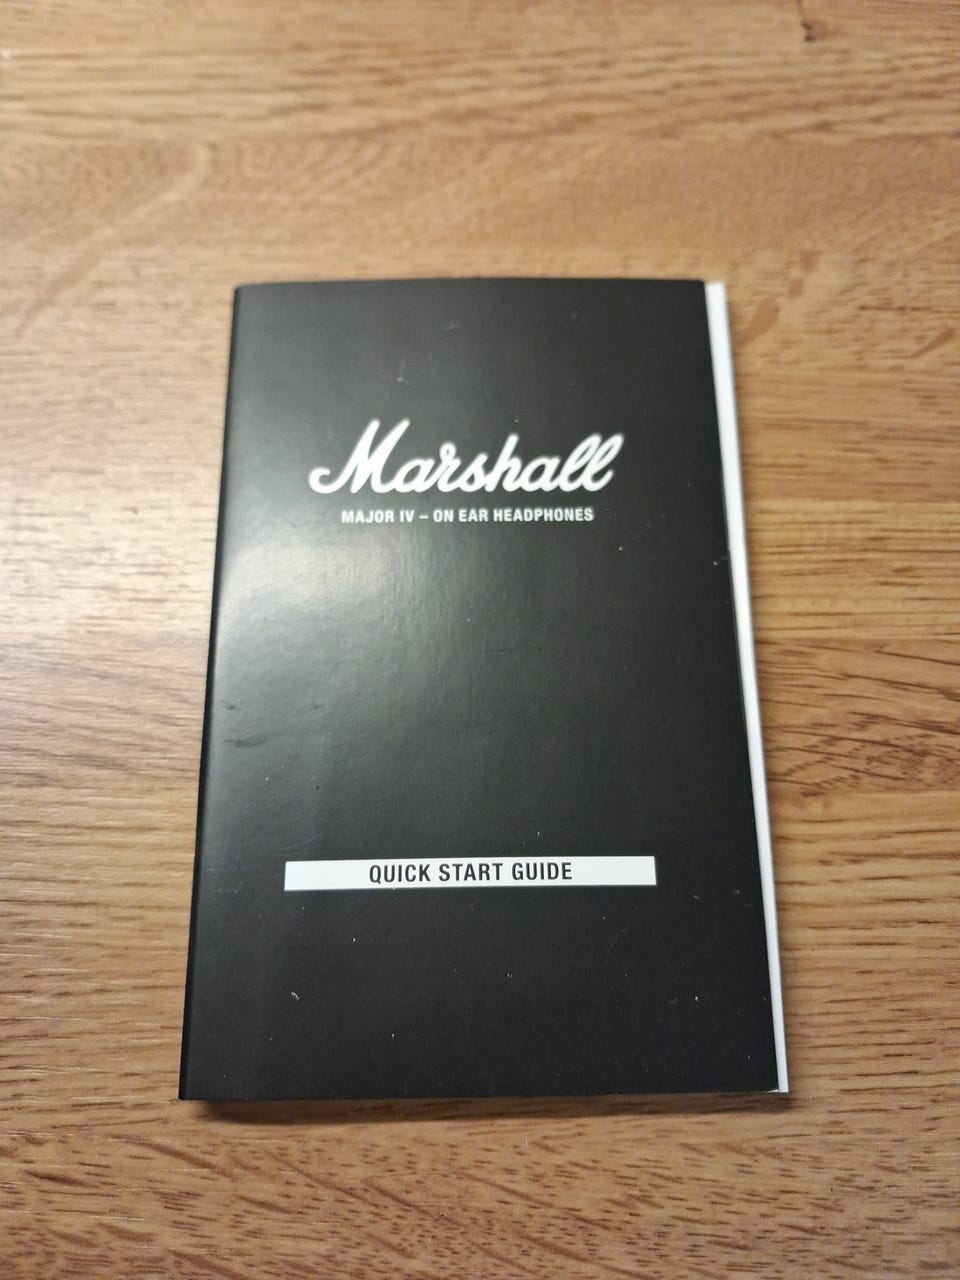 Marshall
MAJOR IV – ON EAR HEADPHONES
QUICK START GUIDE